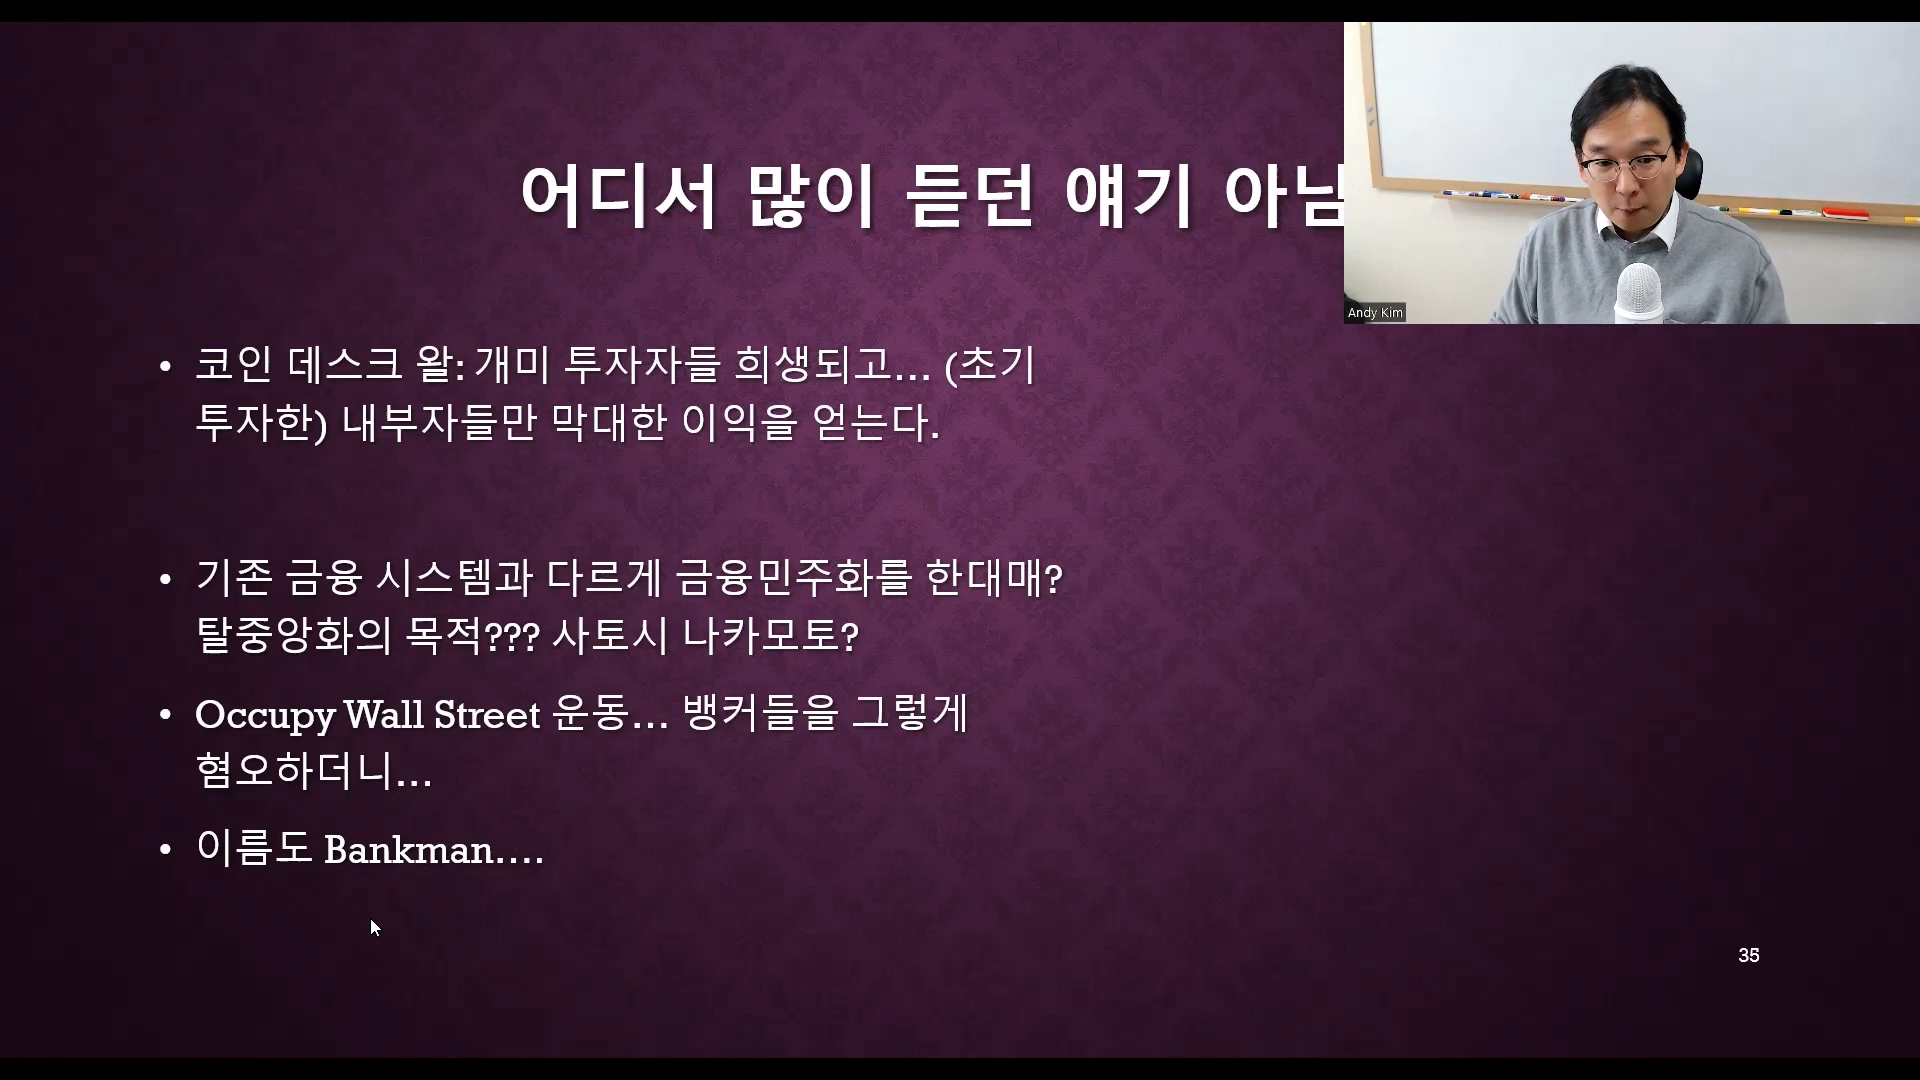 어디서 많이 듣던 얘기 아님
Andy Kim
• 코인 데스크 왈: 개미 투자자들 희생되고... (초기
투자한) 내부자들만 막대한 이익을 얻는다.
• 기존 금융 시스템과 다르게 금융민주화를 한대매?
탈중앙화의 목적??? 사토시 나카모토?
• Occupy Wall Street 운동... 뱅커들을 그렇게
혐오하더니...
• 이름도 Bankman....
35